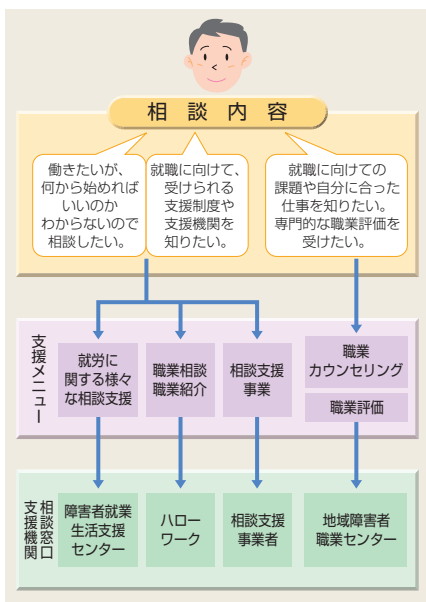 相談内容
働きたいが、
何から始めれば
いいのか
わからないので
相談したい。
就職に向けて、
受けられる
支援制度や
支援機関を
知りたい。
就職に向けての
課題や自分に合った
仕事を知りたい。
専門的な職業評価を
受けたい。
支援メニュー
就労に
関する様々
な相談支援
職業相談
職業紹介
相談支援
事業
職業
カウンセリング
職業評価
相談窓口
支援機関
障害者就業
生活支援
センター
ハロー
ワーク
相談支援
事業者
地域障害者
職業センター